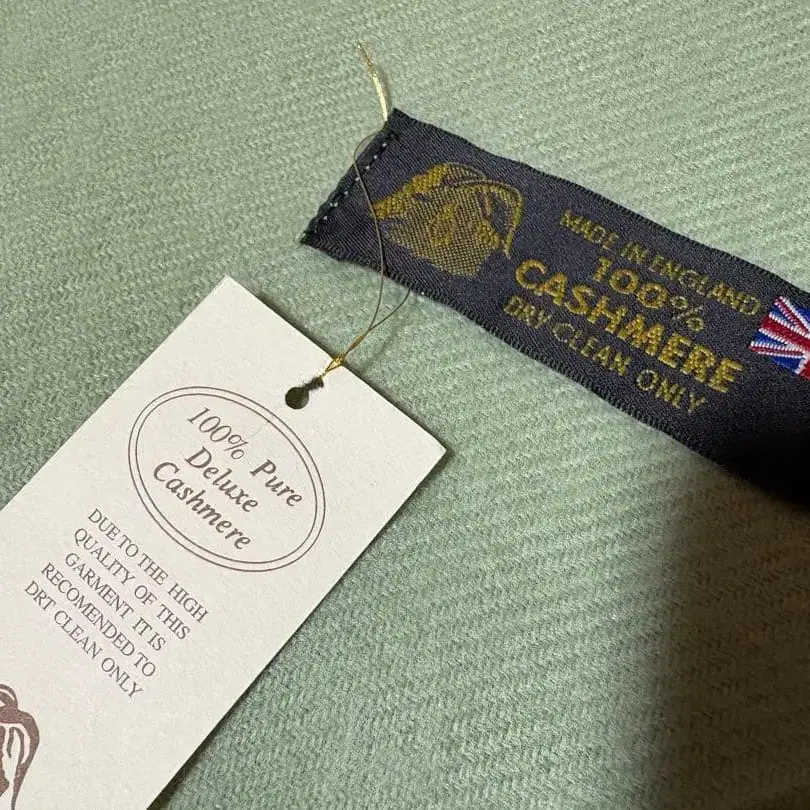 MADE IN ENGLAND
100%
CASHMERE
DRY CLEAN ONLY
100% Pure
Deluxe
Cashmere
DUE TO THE HIGH
QUALITY OF THIS
GARMENT IT IS
RECOMENDED TO
DRT CLEAN ONLY